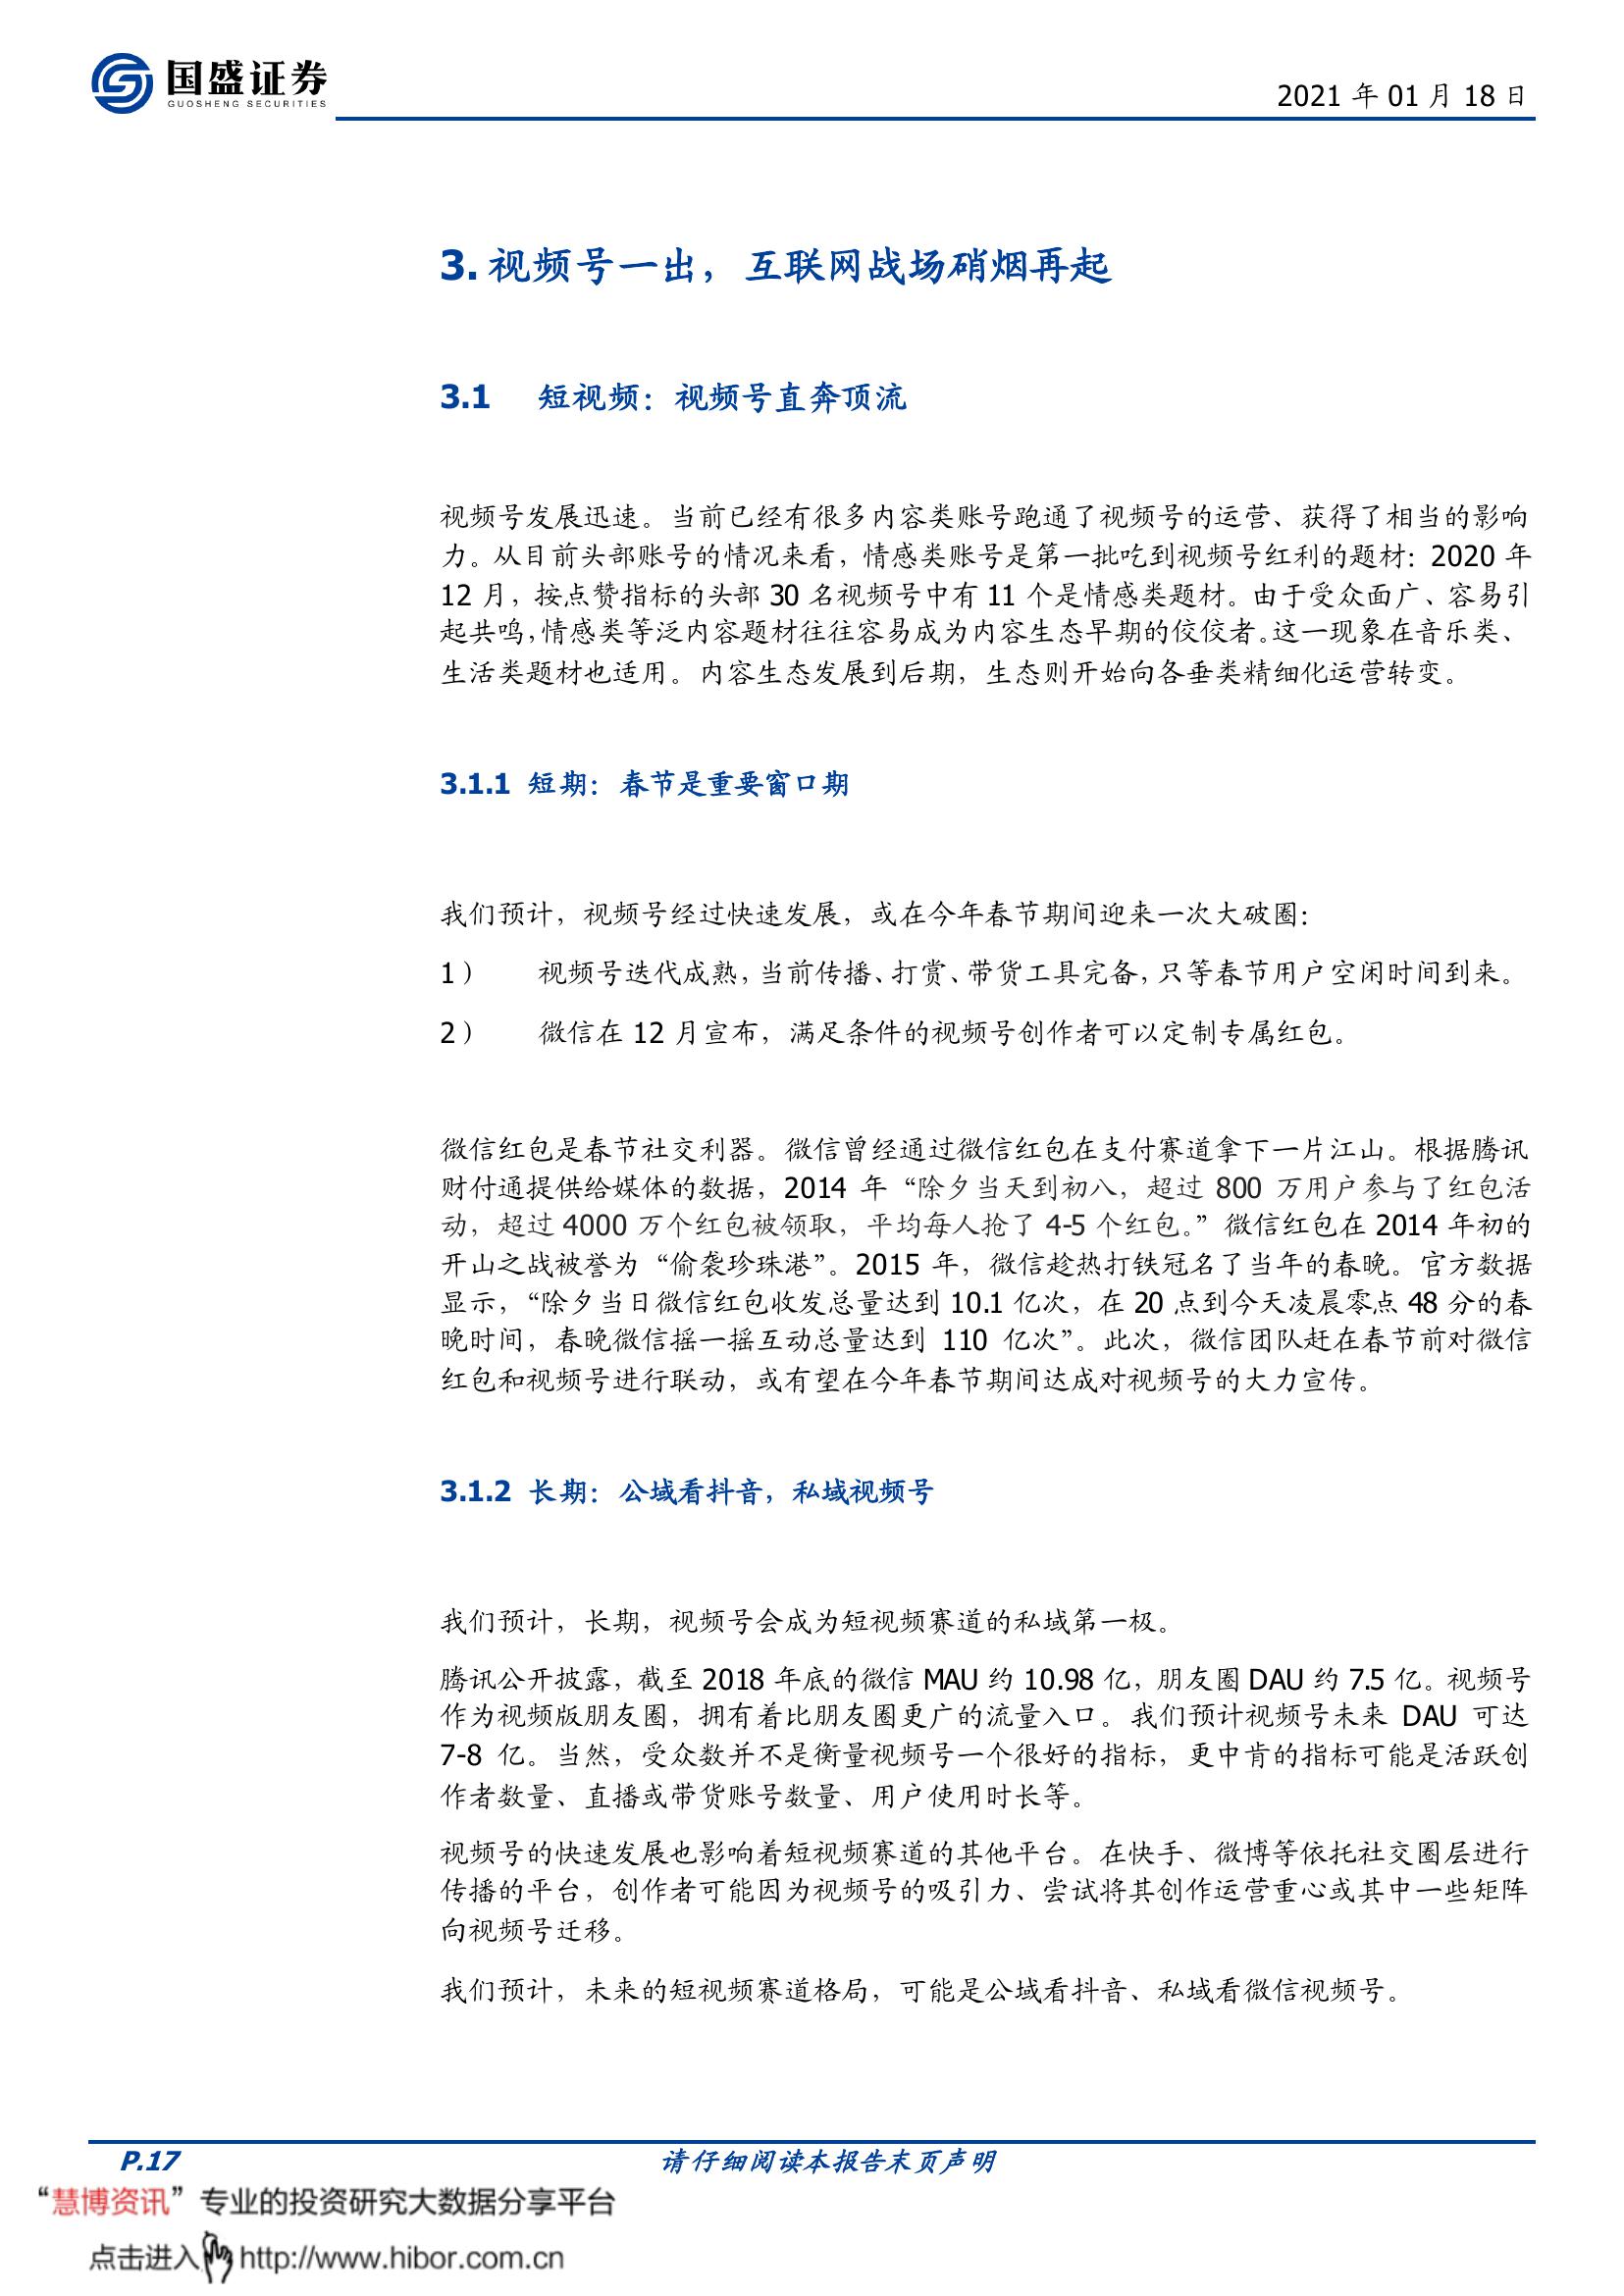 国盛证券
GUOSHENG SECURITIES
2021 年 01 月 18 日
3. 视频号一出，互联网战场硝烟再起
3.1 短视频：视频号直奔顶流
视频号发展迅速。当前已经有很多内容类账号跑通了视频号的运营、获得了相当的影响
力。从目前头部账号的情况来看，情感类账号是第一批吃到视频号红利的题材：2020 年
12 月，按点赞指标的头部 30 名视频号中有 11 个是情感类题材。由于受众面广、容易引
起共鸣，情感类等泛内容题材往往容易成为内容生态早期的佼佼者。这一现象在音乐类、
生活类题材也适用。内容生态发展到后期，生态则开始向各垂类精细化运营转变。
3.1.1 短期：春节是重要窗口期
我们预计，视频号经过快速发展，或在今年春节期间迎来一次大破圈：
1） 视频号迭代成熟，当前传播、打赏、带货工具完备，只等春节用户空闲时间到来。
2） 微信在 12 月宣布，满足条件的视频号创作者可以定制专属红包。
微信红包是春节社交利器。微信曾经通过微信红包在支付赛道拿下一片江山。根据腾讯
财付通提供给媒体的数据，2014 年“除夕当天到初八，超过 800 万用户参与了红包活
动，超过 4000 万个红包被领取，平均每人抢了 4-5 个红包。”微信红包在 2014 年初的
开山之战被誉为“偷袭珍珠港”。2015 年，微信趁热打铁冠名了当年的春晚。官方数据
显示，“除夕当日微信红包收发总量达到 10.1 亿次，在 20 点到今天凌晨零点 48 分的春
晚时间，春晚微信摇一摇互动总量达到 110 亿次”。此次，微信团队赶在春节前对微信
红包和视频号进行联动，或有望在今年春节期间达成对视频号的大力宣传。
3.1.2 长期：公域看抖音，私域视频号
我们预计，长期，视频号会成为短视频赛道的私域第一极。
腾讯公开披露，截至 2018 年底的微信 MAU 约 10.98 亿，朋友圈 DAU 约 7.5 亿。视频号
作为视频版朋友圈，拥有着比朋友圈更广的流量入口。我们预计视频号未来 DAU 可达
7-8 亿。当然，受众数并不是衡量视频号一个很好的指标，更中肯的指标可能是活跃创
作者数量、直播或带货账号数量、用户使用时长等。
视频号的快速发展也影响着短视频赛道的其他平台。在快手、微博等依托社交圈层进行
传播的平台，创作者可能因为视频号的吸引力、尝试将其创作运营重心或其中一些矩阵
向视频号迁移。
我们预计，未来的短视频赛道格局，可能是公域看抖音、私域看微信视频号。
P.17 请仔细阅读本报告末页声明
“慧博资讯”专业的投资研究大数据分享平台
点击进入 http://www.hibor.com.cn